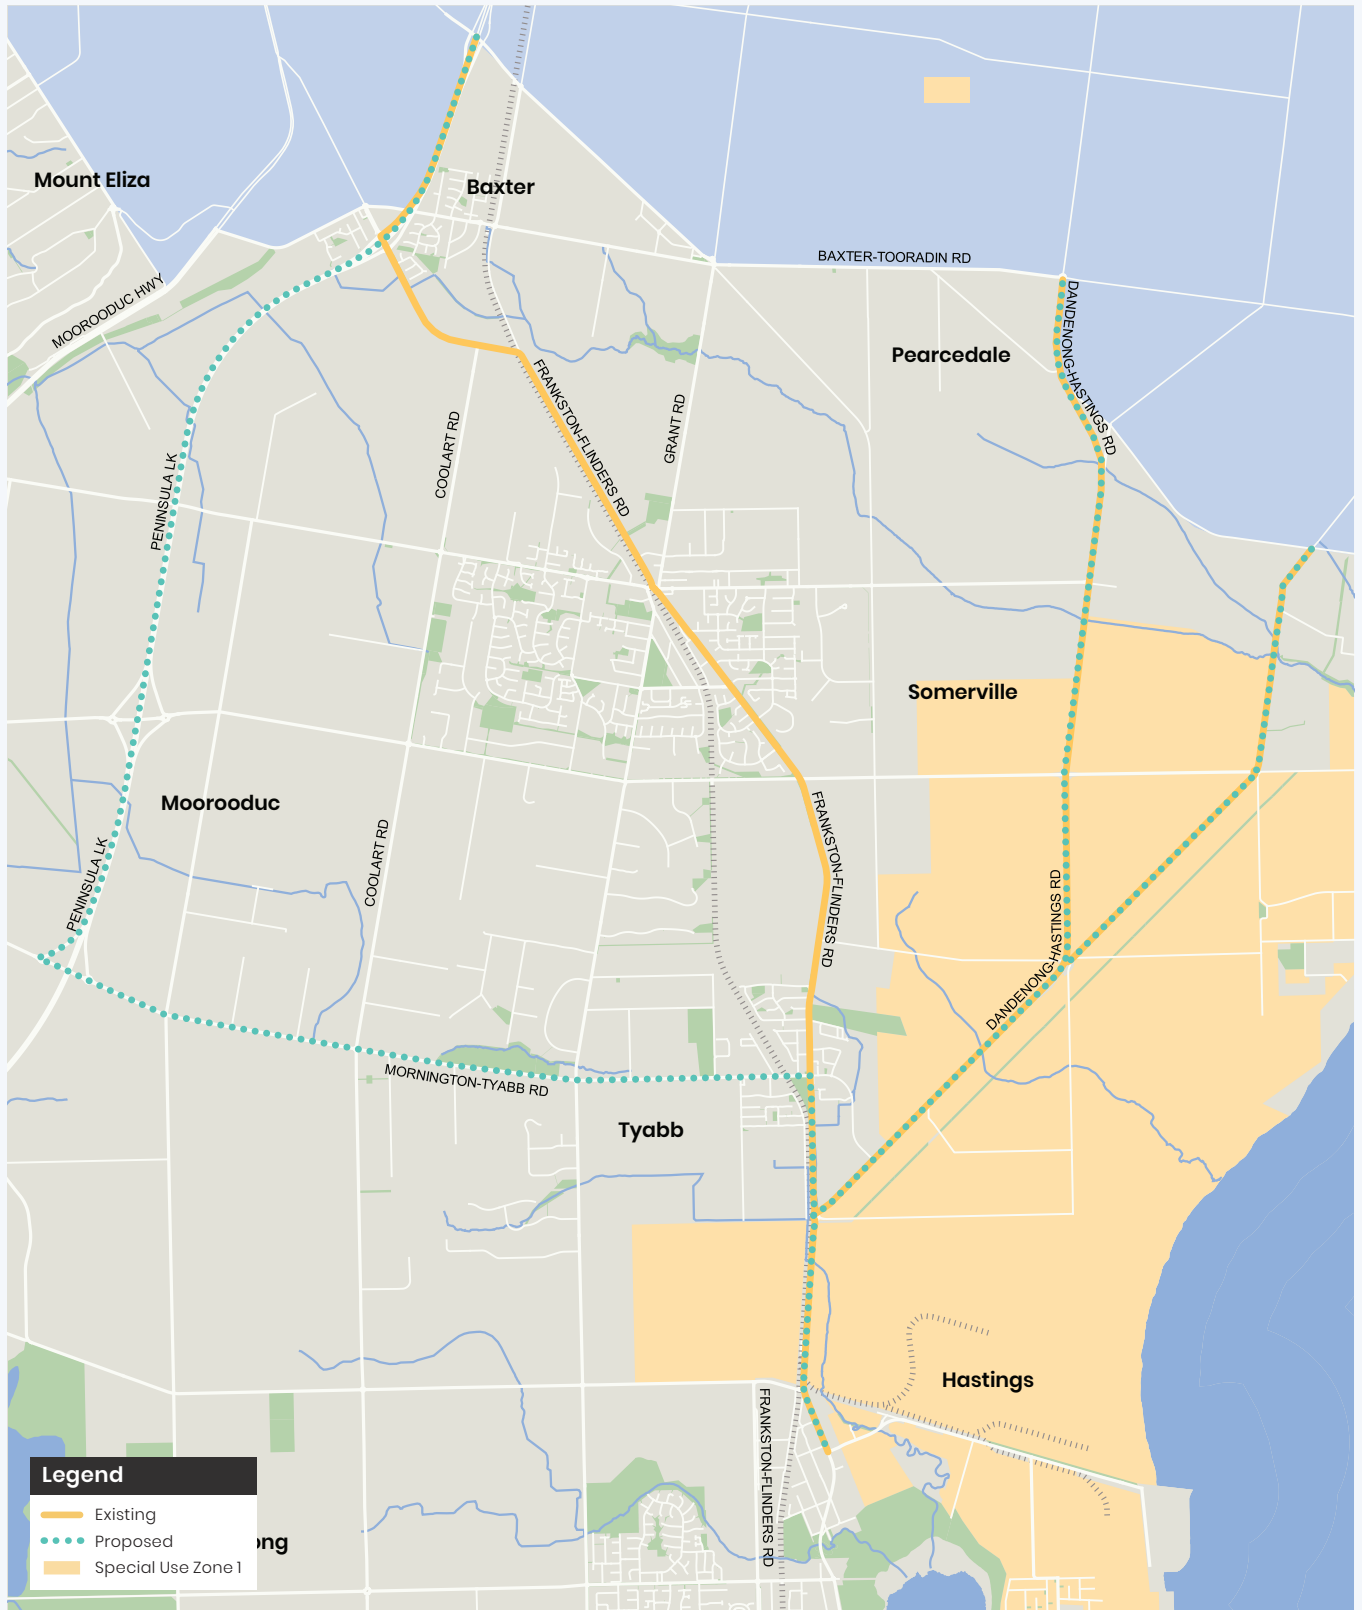 Mount Eliza
Baxter
BAXTER-TOORADIN RD
MOOROODUC HWY
DANDENONG-HASTINGS RD
Pearcedale
FRANKSTON-FLINDERS RD
GRANT RD
COOLART RD
PENINSULA LK
Somerville
Moorooduc
FRANKSTON-FLINDERS RD
COOLART RD
PENINSULA LK
DANDENONG-HASTINGS RD
MORNINGTON-TYABB RD
Tyabb
Hastings
FRANKSTON-FLINDERS RD
Legend
Existing
Proposed
Special Use Zone 1
ong